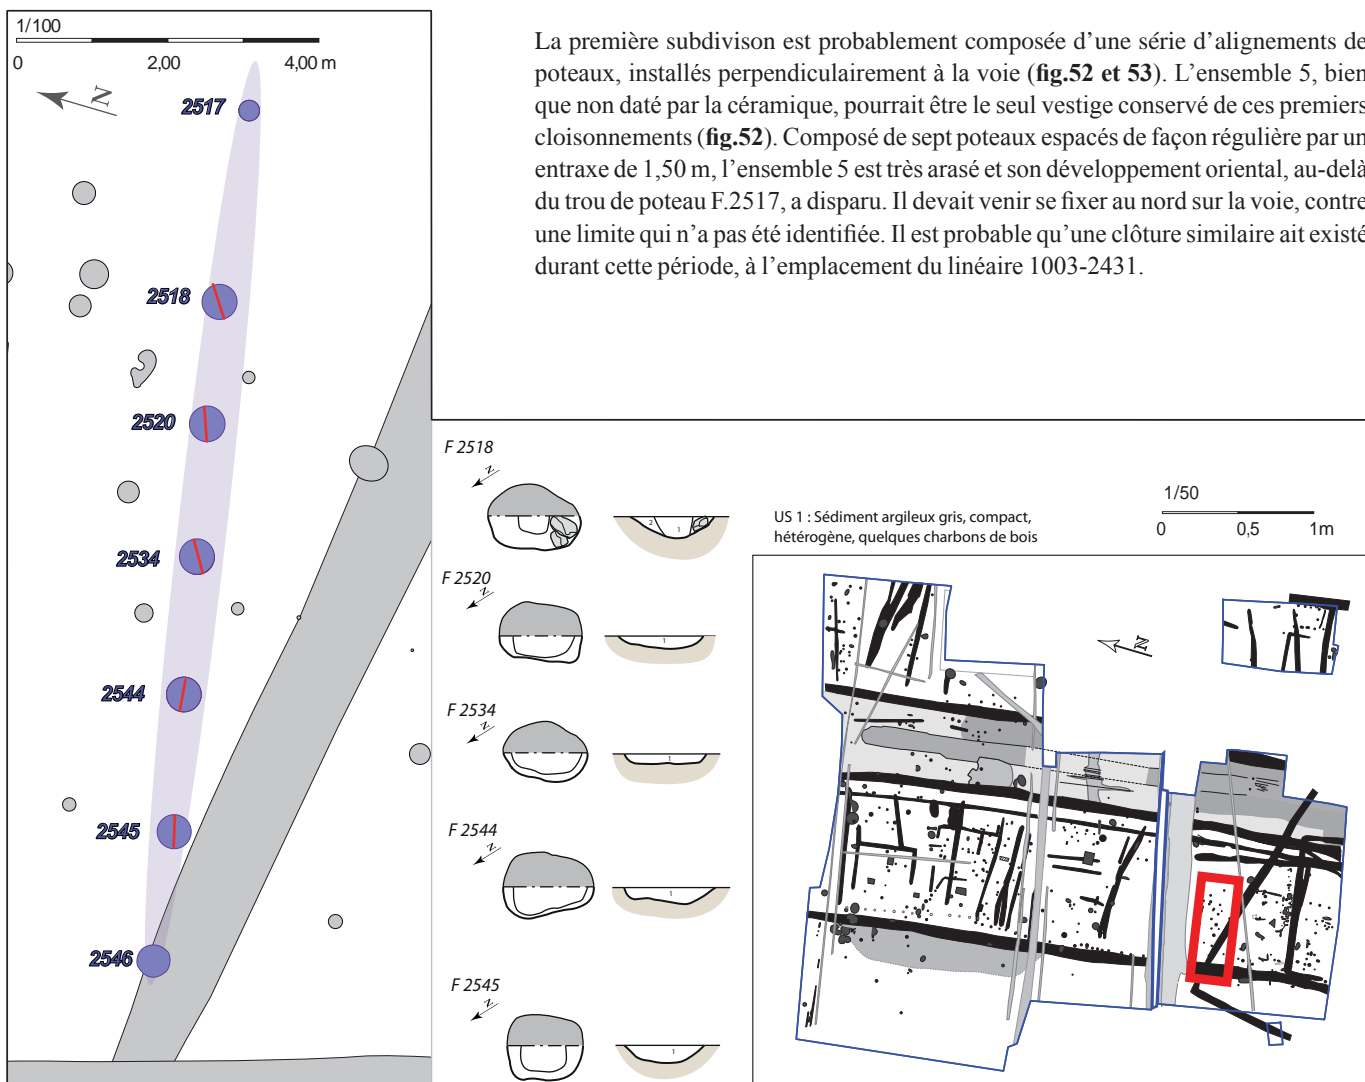 1/100
0 2,00 4,00 m
N
2517
2518
2520
2534
2544
2545
2546
La première subdivison est probablement composée d’une série d’alignements de
poteaux, installés perpendiculairement à la voie (fig.52 et 53). L’ensemble 5, bien
que non daté par la céramique, pourrait être le seul vestige conservé de ces premiers
cloisonnements (fig.52). Composé de sept poteaux espacés de façon régulière par un
entraxe de 1,50 m, l’ensemble 5 est très arasé et son développement oriental, au-delà
du trou de poteau F.2517, a disparu. Il devait venir se fixer au nord sur la voie, contre
une limite qui n’a pas été identifiée. Il est probable qu’une clôture similaire ait existé
durant cette période, à l’emplacement du linéaire 1003-2431.
F 2518
N
2 1
F 2520
N
1
F 2534
N
1
F 2544
N
1
F 2545
N
1
US 1 : Sédiment argileux gris, compact,
hétérogène, quelques charbons de bois
1/50
0 0,5 1m
N